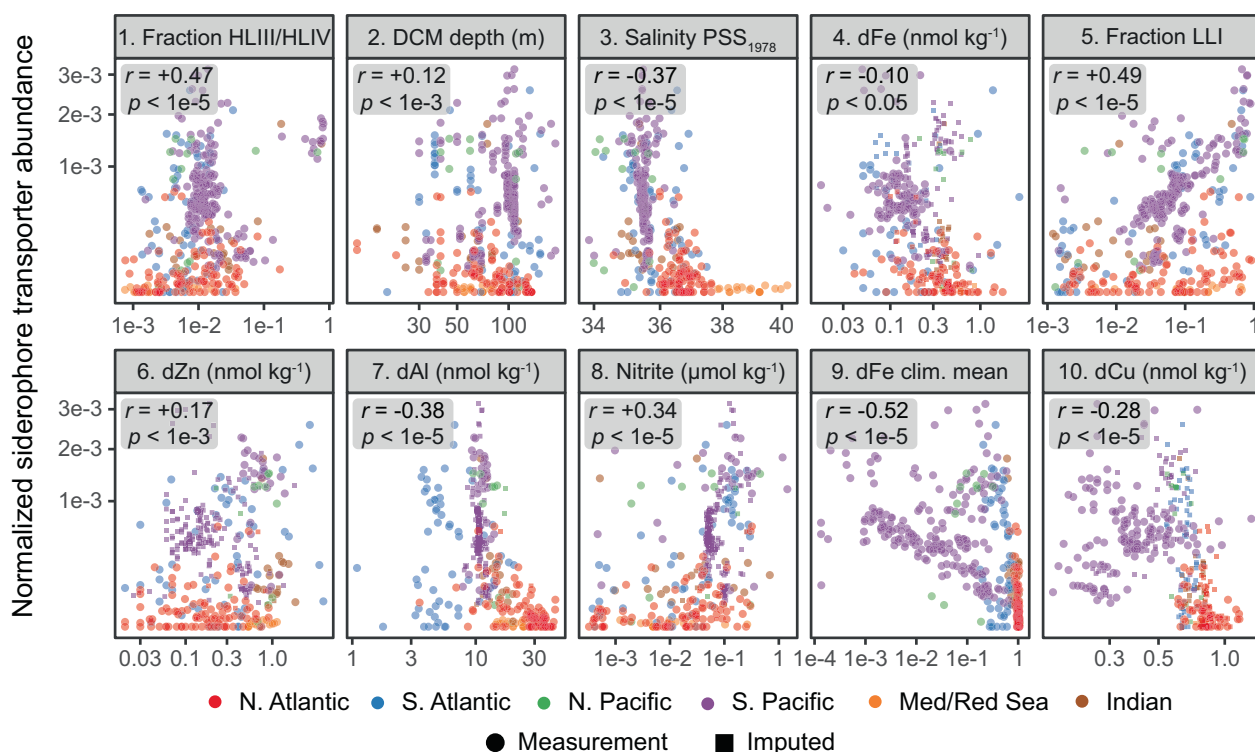 Normalized siderophore transporter abundance
1. Fraction HLIII/HLIV
2. DCM depth (m)
3. Salinity PSS1978
4. dFe (nmol kg-1)
5. Fraction LLI
3e-3
2e-3
1e-3
r = +0.47
p < 1e-5
r = +0.12
p < 1e-3
r = -0.37
p < 1e-5
r = -0.10
p < 0.05
r = +0.49
p < 1e-5
1e-3 1e-2 1e-1 1
30 50 100
34 36 38 40
0.03 0.1 0.3 1.0
1e-3 1e-2 1e-1 1
6. dZn (nmol kg-1)
7. dAl (nmol kg-1)
8. Nitrite (µmol kg-1)
9. dFe clim. mean
10. dCu (nmol kg-1)
3e-3
2e-3
1e-3
r = +0.17
p < 1e-3
r = -0.38
p < 1e-5
r = +0.34
p < 1e-5
r = -0.52
p < 1e-5
r = -0.28
p < 1e-5
0.03 0.1 0.3 1.0
1 3 10 30
1e-3 1e-2 1e-1 1
1e-4 1e-2 1e-1 1
0.3 0.5 1.0
N. Atlantic S. Atlantic N. Pacific S. Pacific Med/Red Sea Indian
Measurement Imputed